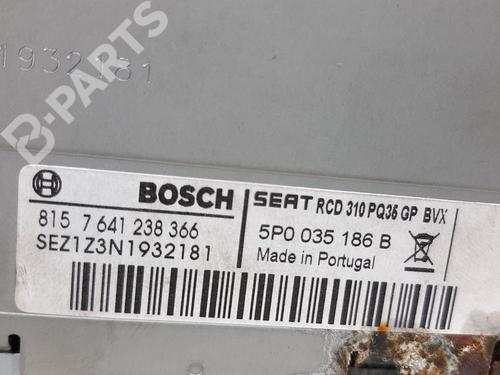 1932181
B-PARTS
BOSCH
SEAT RCD 310 PQ35 GP BVX
815 7 641 238 366
5P0 035 186 B
SEZ1Z3N1932181
Made in Portugal